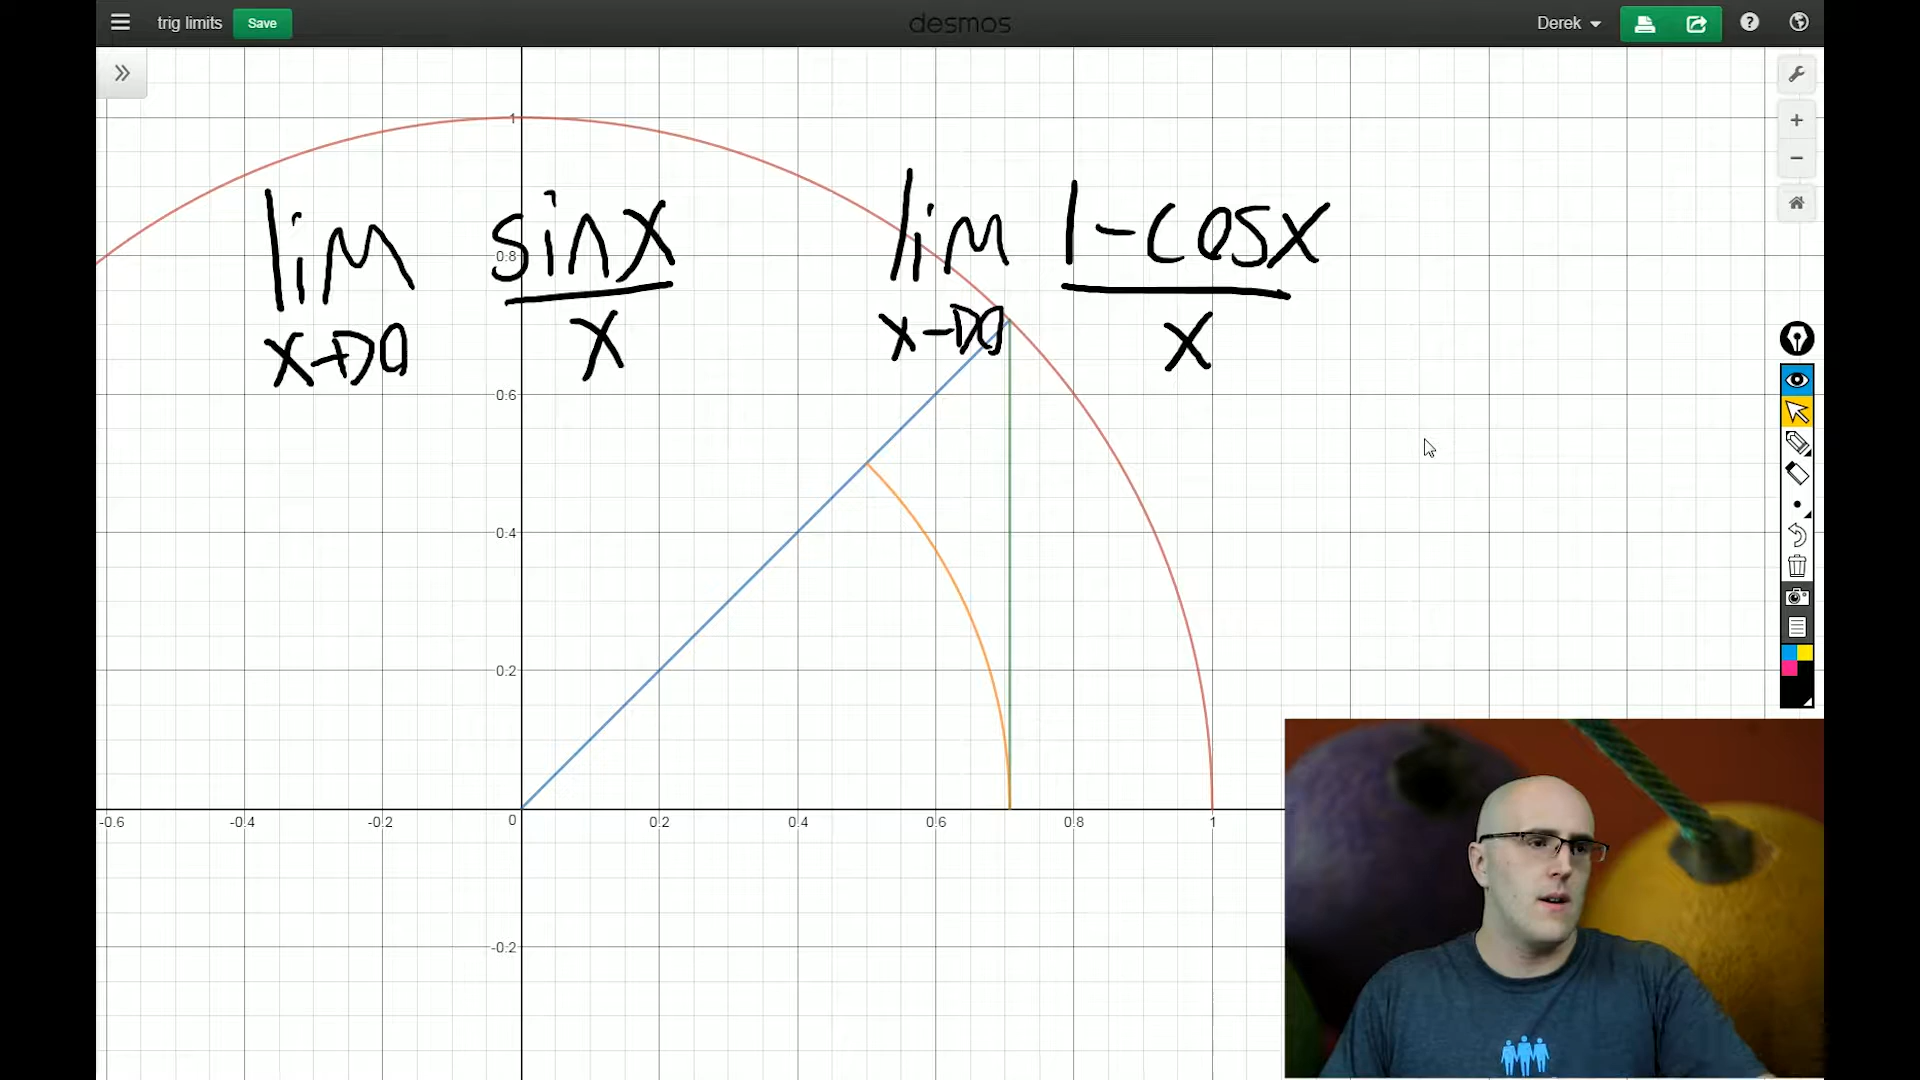 trig limits Save desmos Derek ?
1
lim sinx lim 1-cosx
x→0 x x→0 x
0.8
0.6
0.4
0.2
-0.6 -0.4 -0.2 0 0.2 0.4 0.6 0.8 1
-0.2